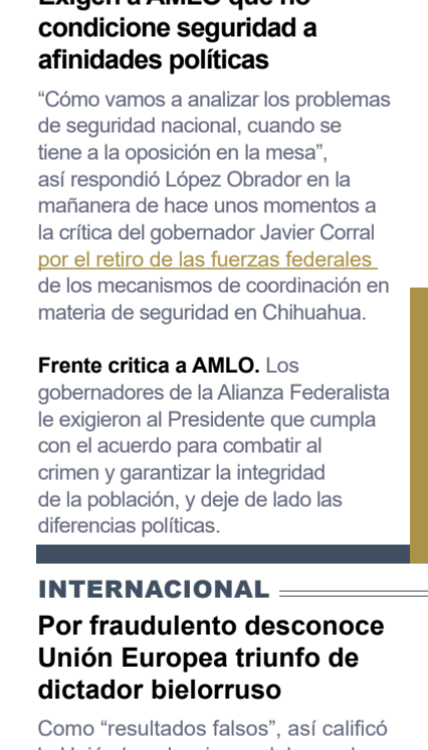 Exigen a AMLO que no
condicione seguridad a
afinidades políticas
“Cómo vamos a analizar los problemas
de seguridad nacional, cuando se
tiene a la oposición en la mesa”,
así respondió López Obrador en la
mañanera de hace unos momentos a
la crítica del gobernador Javier Corral
por el retiro de las fuerzas federales
de los mecanismos de coordinación en
materia de seguridad en Chihuahua.
Frente critica a AMLO. Los
gobernadores de la Alianza Federalista
le exigieron al Presidente que cumpla
con el acuerdo para combatir al
crimen y garantizar la integridad
de la población, y deje de lado las
diferencias políticas.
INTERNACIONAL
Por fraudulento desconoce
Unión Europea triunfo de
dictador bielorruso
Como “resultados falsos”, así calificó